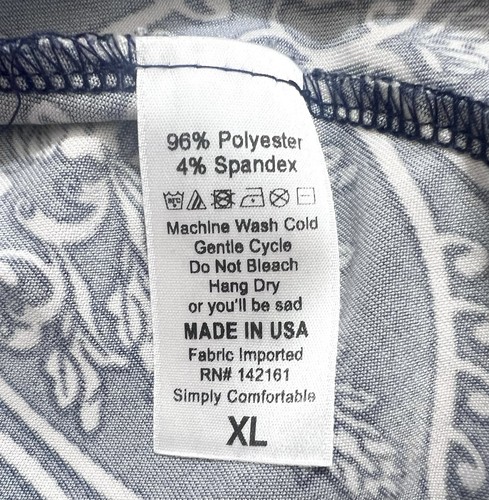 96% Polyester
4% Spandex
Machine Wash Cold
Gentle Cycle
Do Not Bleach
Hang Dry
or you'll be sad
MADE IN USA
Fabric Imported
RN# 142161
Simply Comfortable
XL